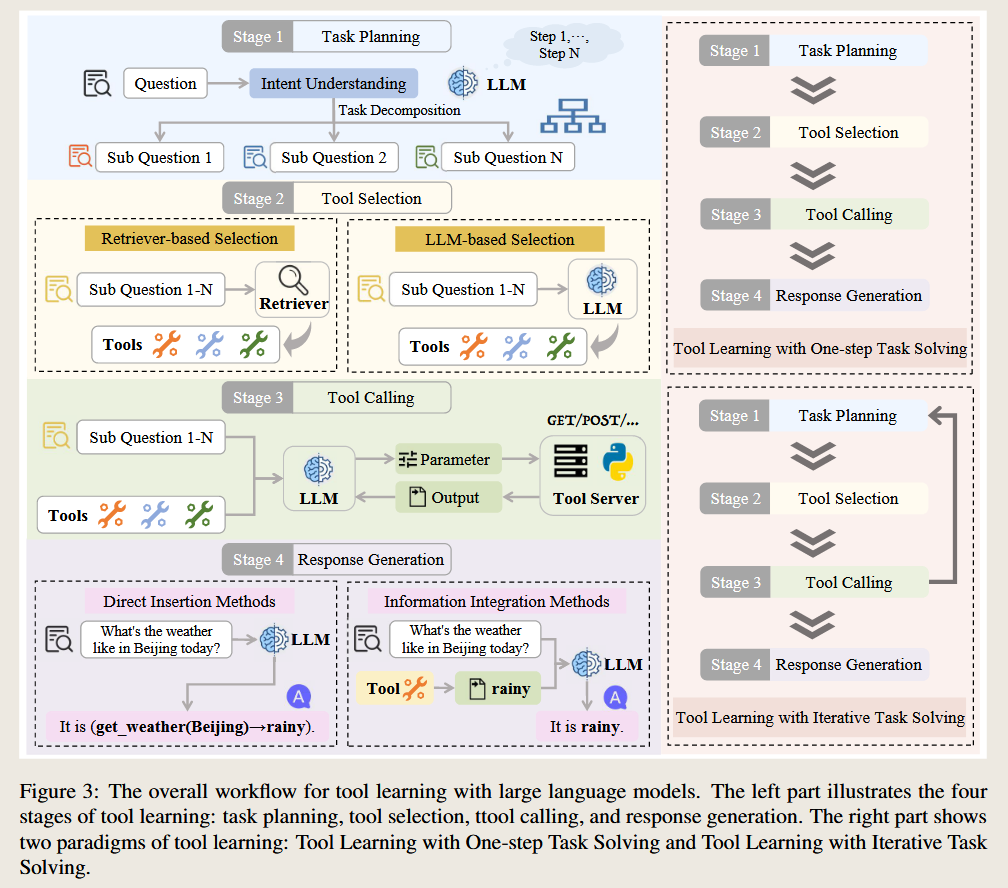 Stage 1 Task Planning
Step 1,···,
Step N
Question
Intent Understanding
LLM
Task Decomposition
Sub Question 1
Sub Question 2
Sub Question N
Stage 2 Tool Selection
Retriever-based Selection
Sub Question 1-N
Retriever
Tools
LLM-based Selection
Sub Question 1-N
LLM
Tools
Stage 3 Tool Calling
Sub Question 1-N
Tools
LLM
Parameter
Output
GET/POST/...
Tool Server
Stage 4 Response Generation
Direct Insertion Methods
What's the weather
like in Beijing today?
LLM
A
It is (get_weather(Beijing)→rainy).
Information Integration Methods
What's the weather
like in Beijing today?
Tool
rainy
LLM
A
It is rainy.
Stage 1 Task Planning
Stage 2 Tool Selection
Stage 3 Tool Calling
Stage 4 Response Generation
Tool Learning with One-step Task Solving
Stage 1 Task Planning
Stage 2 Tool Selection
Stage 3 Tool Calling
Stage 4 Response Generation
Tool Learning with Iterative Task Solving
Figure 3: The overall workflow for tool learning with large language models. The left part illustrates the four
stages of tool learning: task planning, tool selection, ttool calling, and response generation. The right part shows
two paradigms of tool learning: Tool Learning with One-step Task Solving and Tool Learning with Iterative Task
Solving.